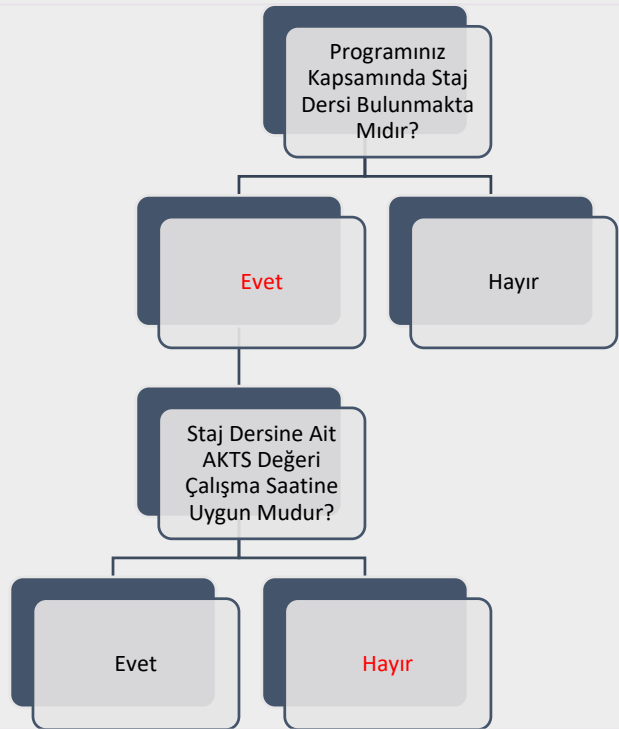 Programınız
Kapsamında Staj
Dersi Bulunmakta
Mıdır?
Evet
Hayır
Staj Dersine Ait
AKTS Değeri
Çalışma Saatine
Uygun Mudur?
Evet
Hayır